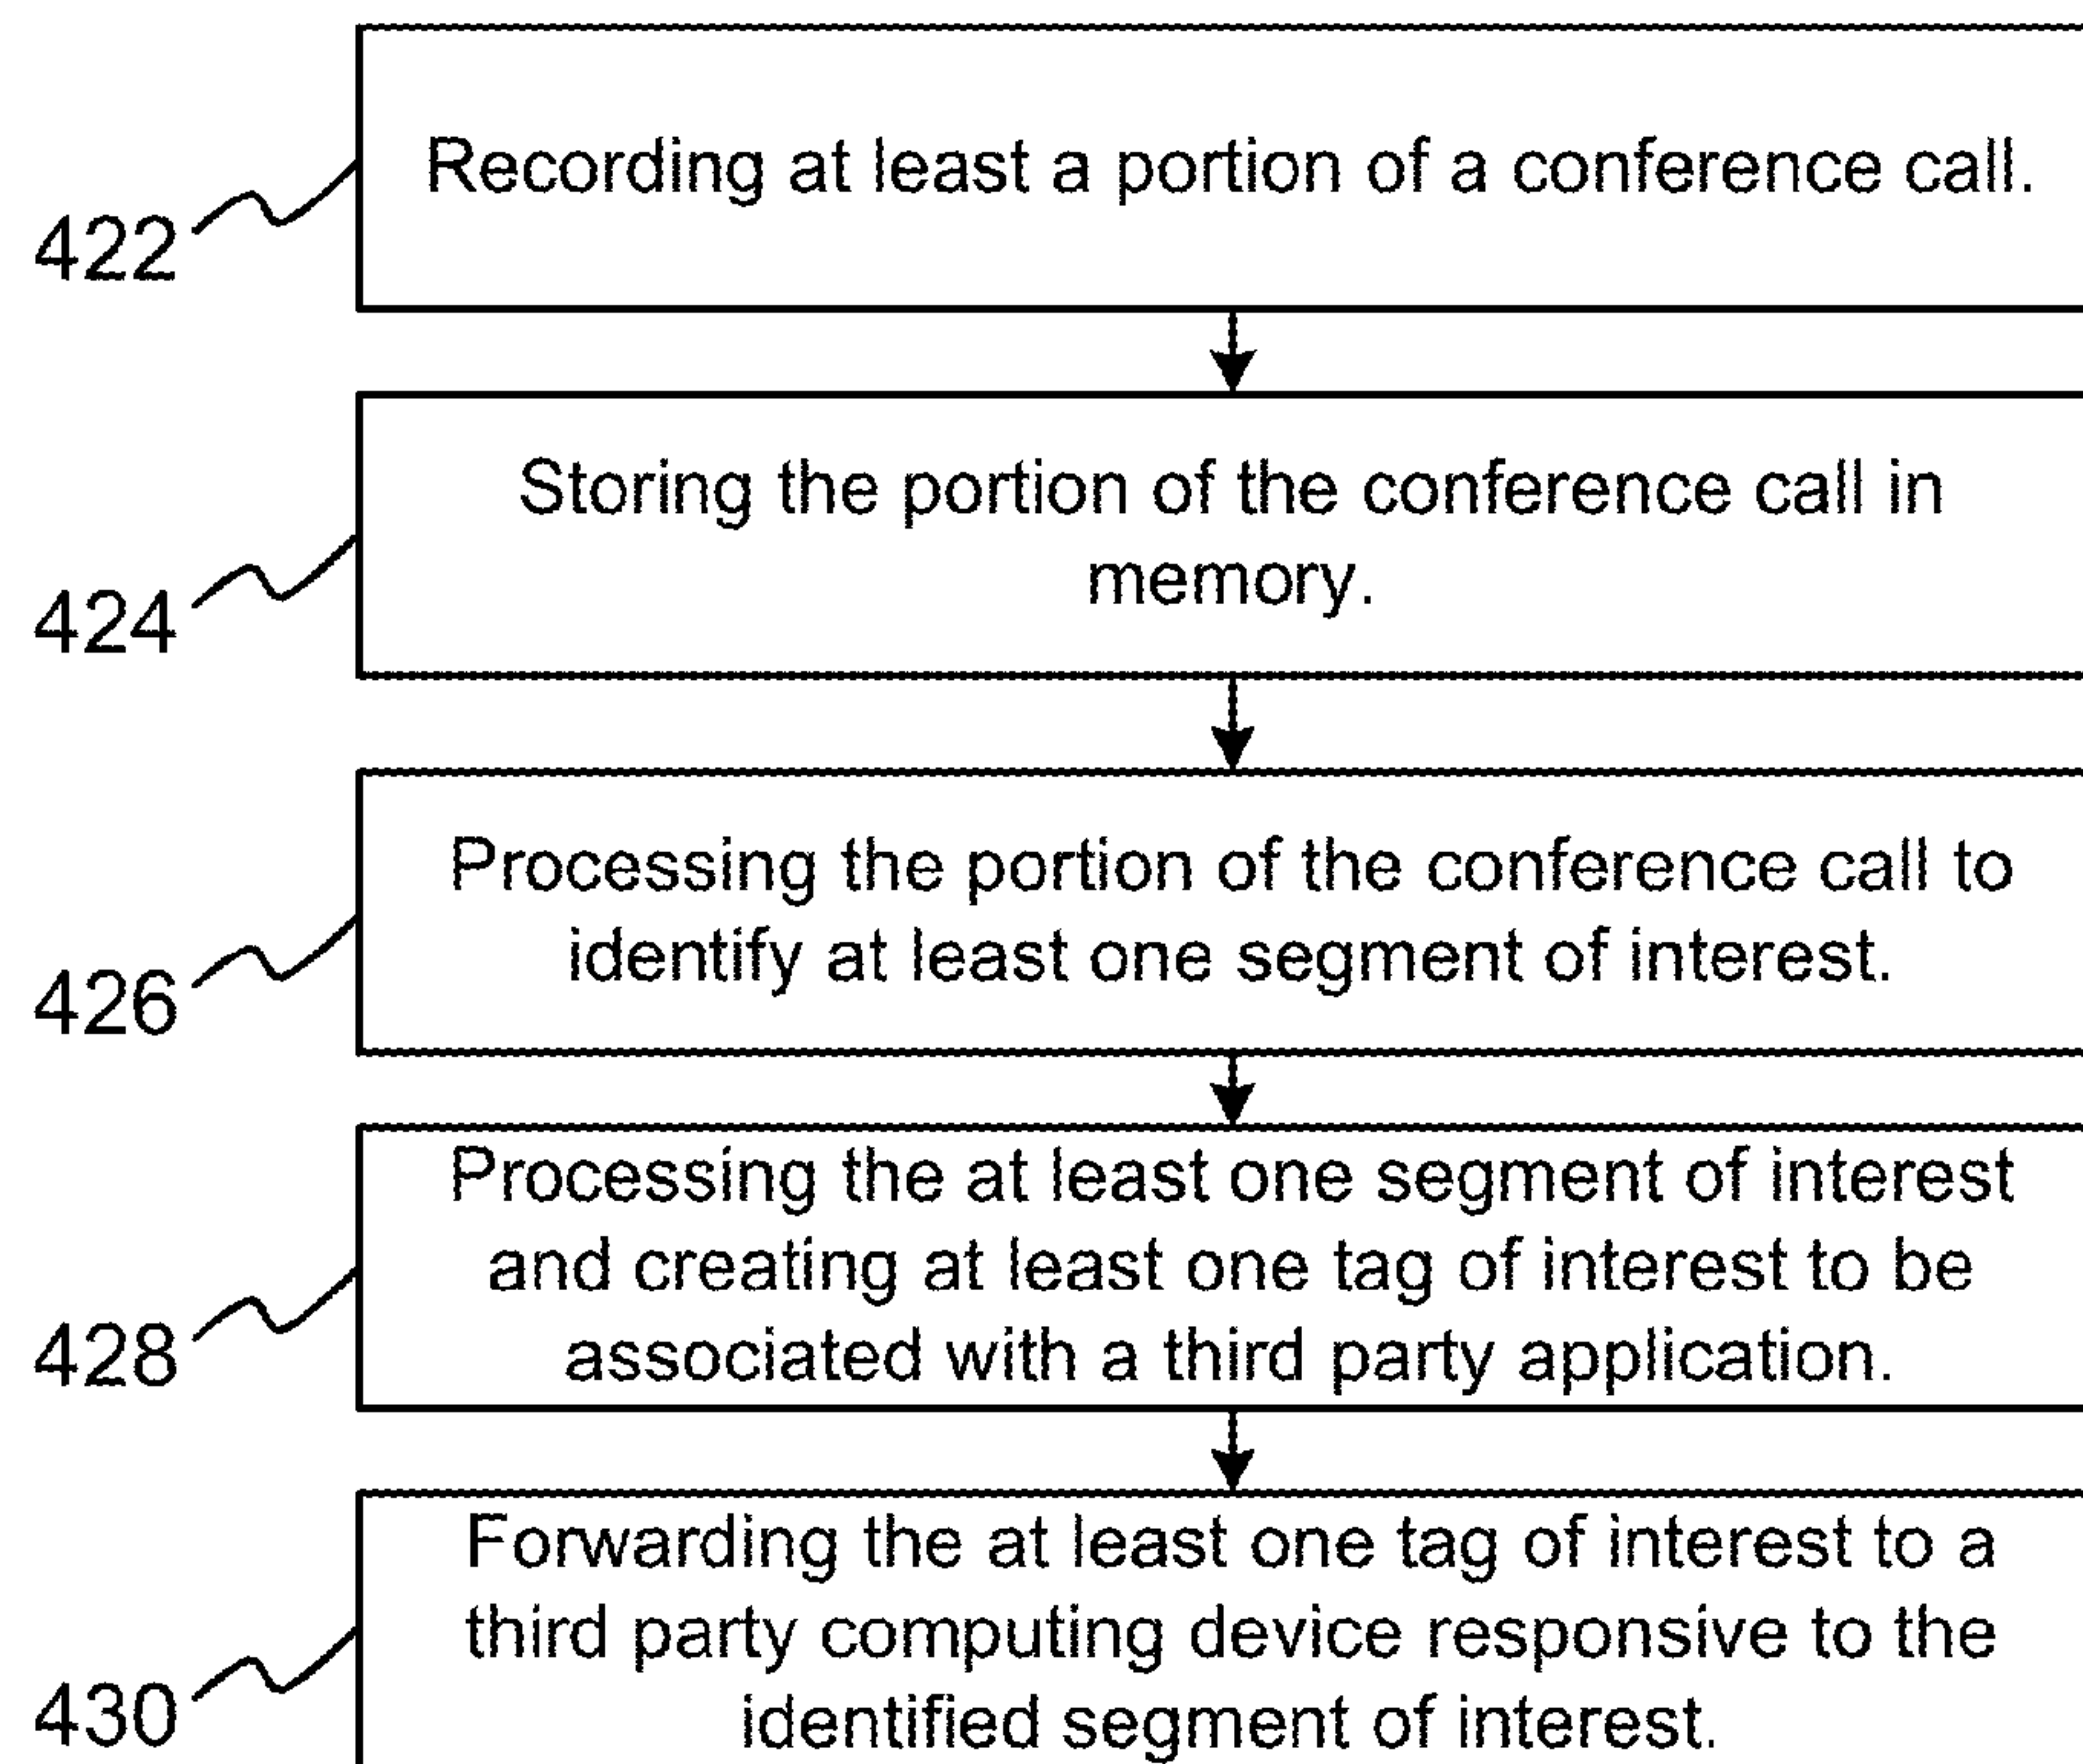 Recording at least a portion of a conference call.
422
Storing the portion of the conference call in
memory.
424
Processing the portion of the conference call to
identify at least one segment of interest.
426
Processing the at least one segment of interest
and creating at least one tag of interest to be
associated with a third party application.
428
Forwarding the at least one tag of interest to a
third party computing device responsive to the
identified segment of interest.
430